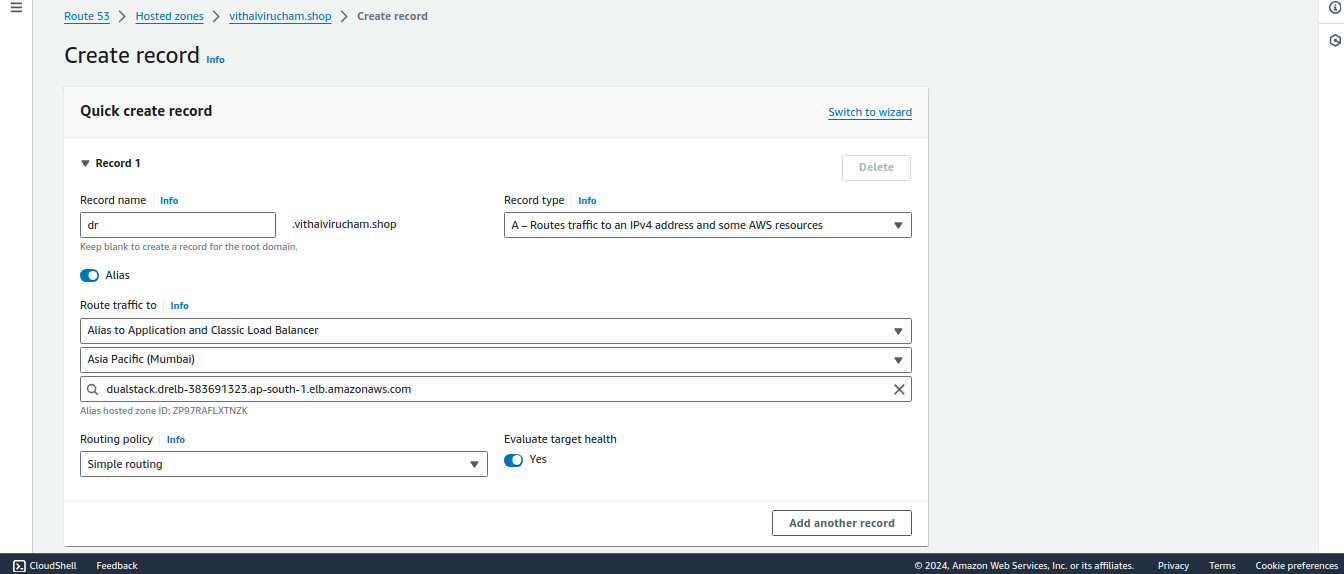 Route 53 > Hosted zones > vithaivirucham.shop > Create record
Create record Info
Quick create record
Switch to wizard
Record 1
Delete
Record name Info
Record type Info
dr .vithaivirucham.shop
A – Routes traffic to an IPv4 address and some AWS resources
Keep blank to create a record for the root domain.
Alias
Route traffic to Info
Alias to Application and Classic Load Balancer
Asia Pacific (Mumbai)
dualstack.drelb-383691323.ap-south-1.elb.amazonaws.com
Alias hosted zone ID: ZP97RAFLXTNZK
Routing policy Info
Evaluate target health
Simple routing
Yes
Add another record
CloudShell Feedback © 2024, Amazon Web Services, Inc. or its affiliates. Privacy Terms Cookie preferences